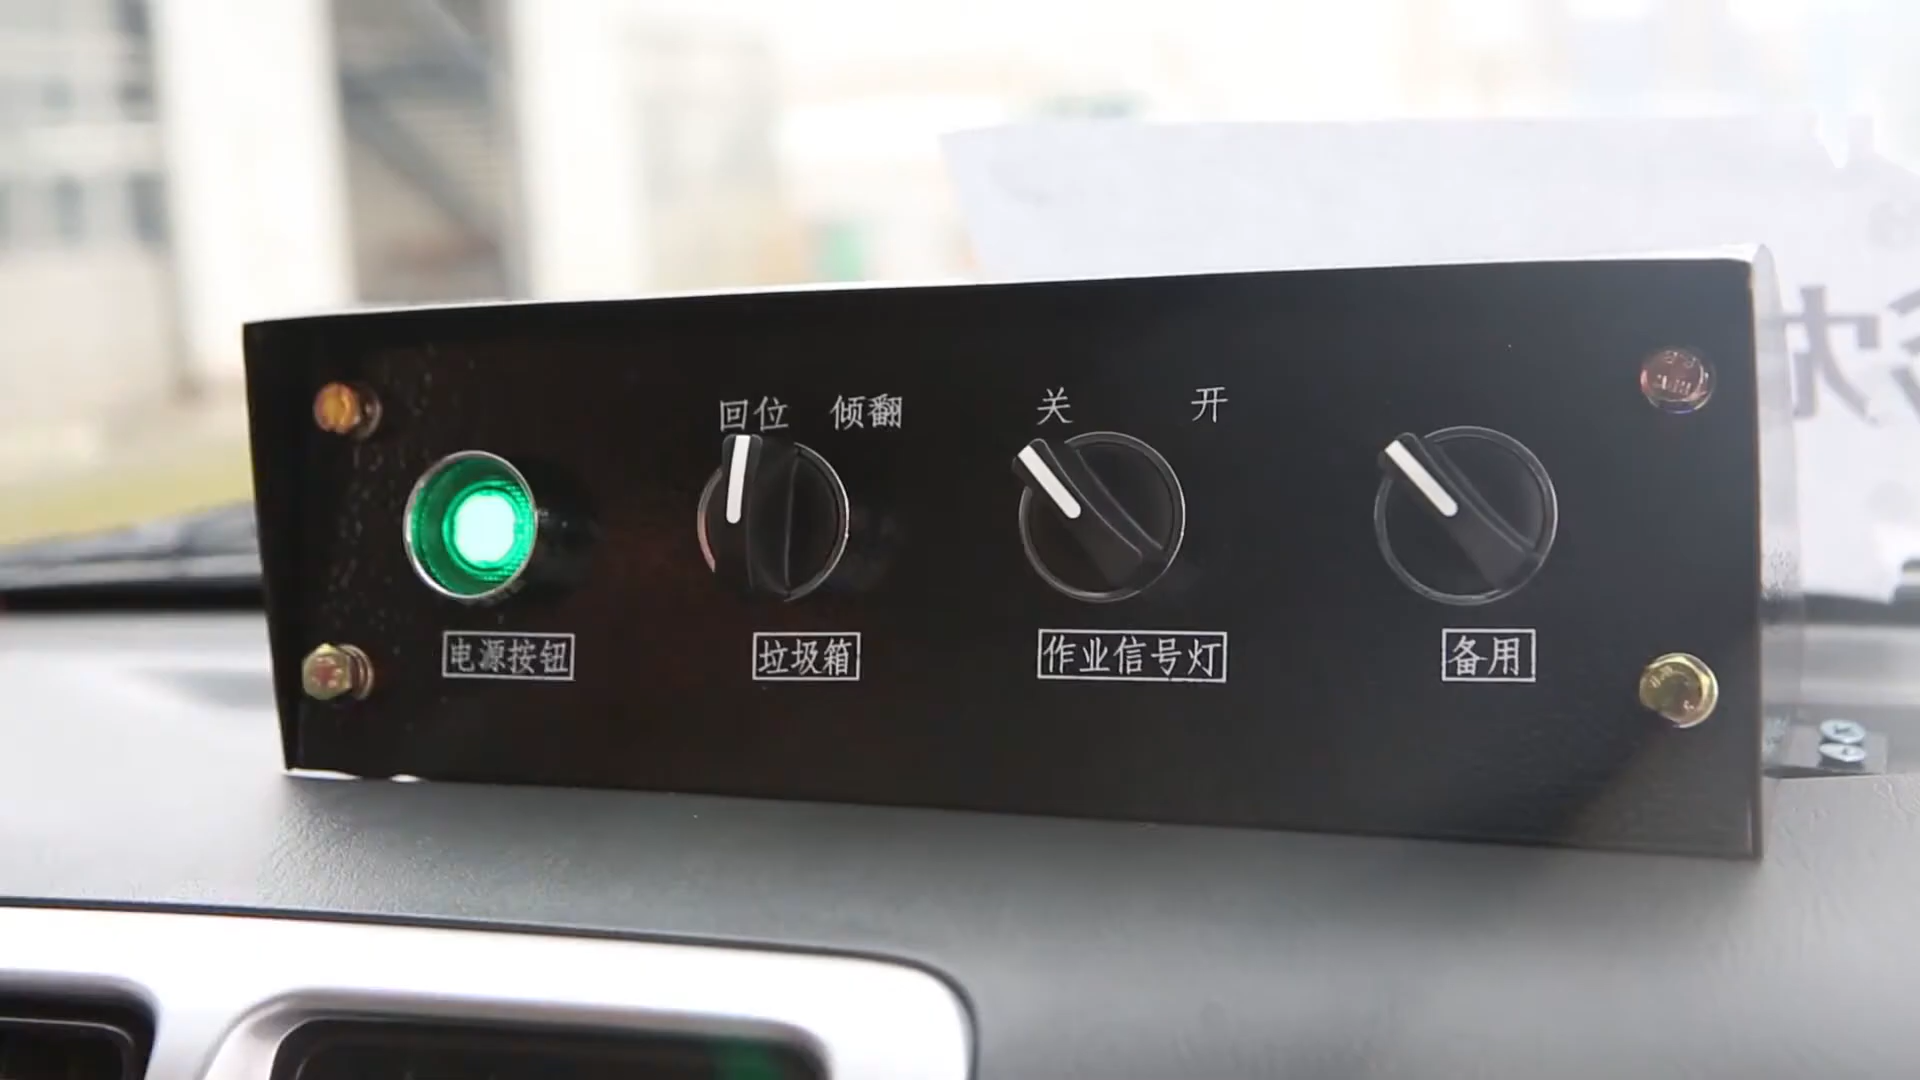 回位 倾翻 关 开
电源按钮 垃圾箱 作业信号灯 备用